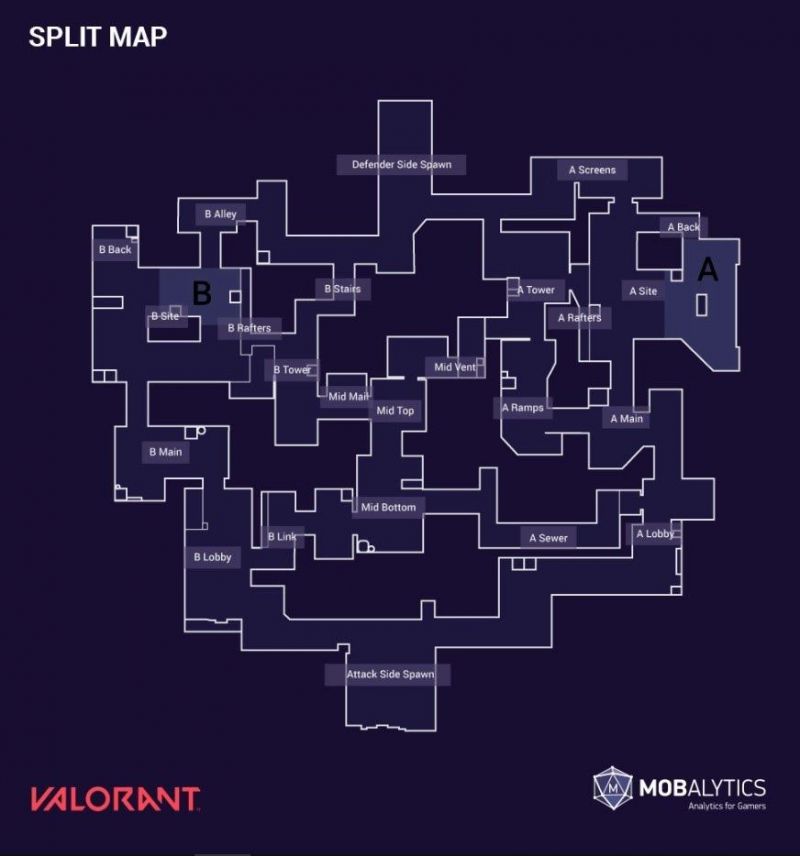 SPLIT MAP
Defender Side Spawn
A Screens
B Alley
A Back
B Back
A
B
B Stairs
A Tower
A Site
B Site
A Rafters
B Rafters
B Tower
Mid Vent
Mid Mail
Mid Top
A Ramps
A Main
B Main
Mid Bottom
B Link
A Sewer
A Lobby
B Lobby
Attack Side Spawn
VALORANT
M
MOBALYTICS
Analytics for Gamers